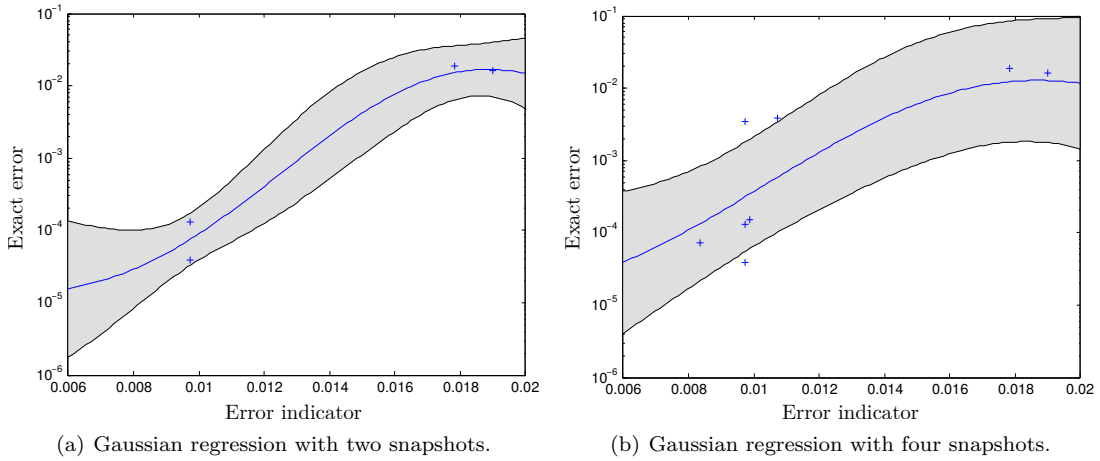 10⁻¹
10⁻²
10⁻³
10⁻⁴
10⁻⁵
10⁻⁶
Exact error
0.006 0.008 0.01 0.012 0.014 0.016 0.018 0.02
Error indicator
(a) Gaussian regression with two snapshots.
10⁻¹
10⁻²
10⁻³
10⁻⁴
10⁻⁵
10⁻⁶
Exact error
0.006 0.008 0.01 0.012 0.014 0.016 0.018 0.02
Error indicator
(b) Gaussian regression with four snapshots.